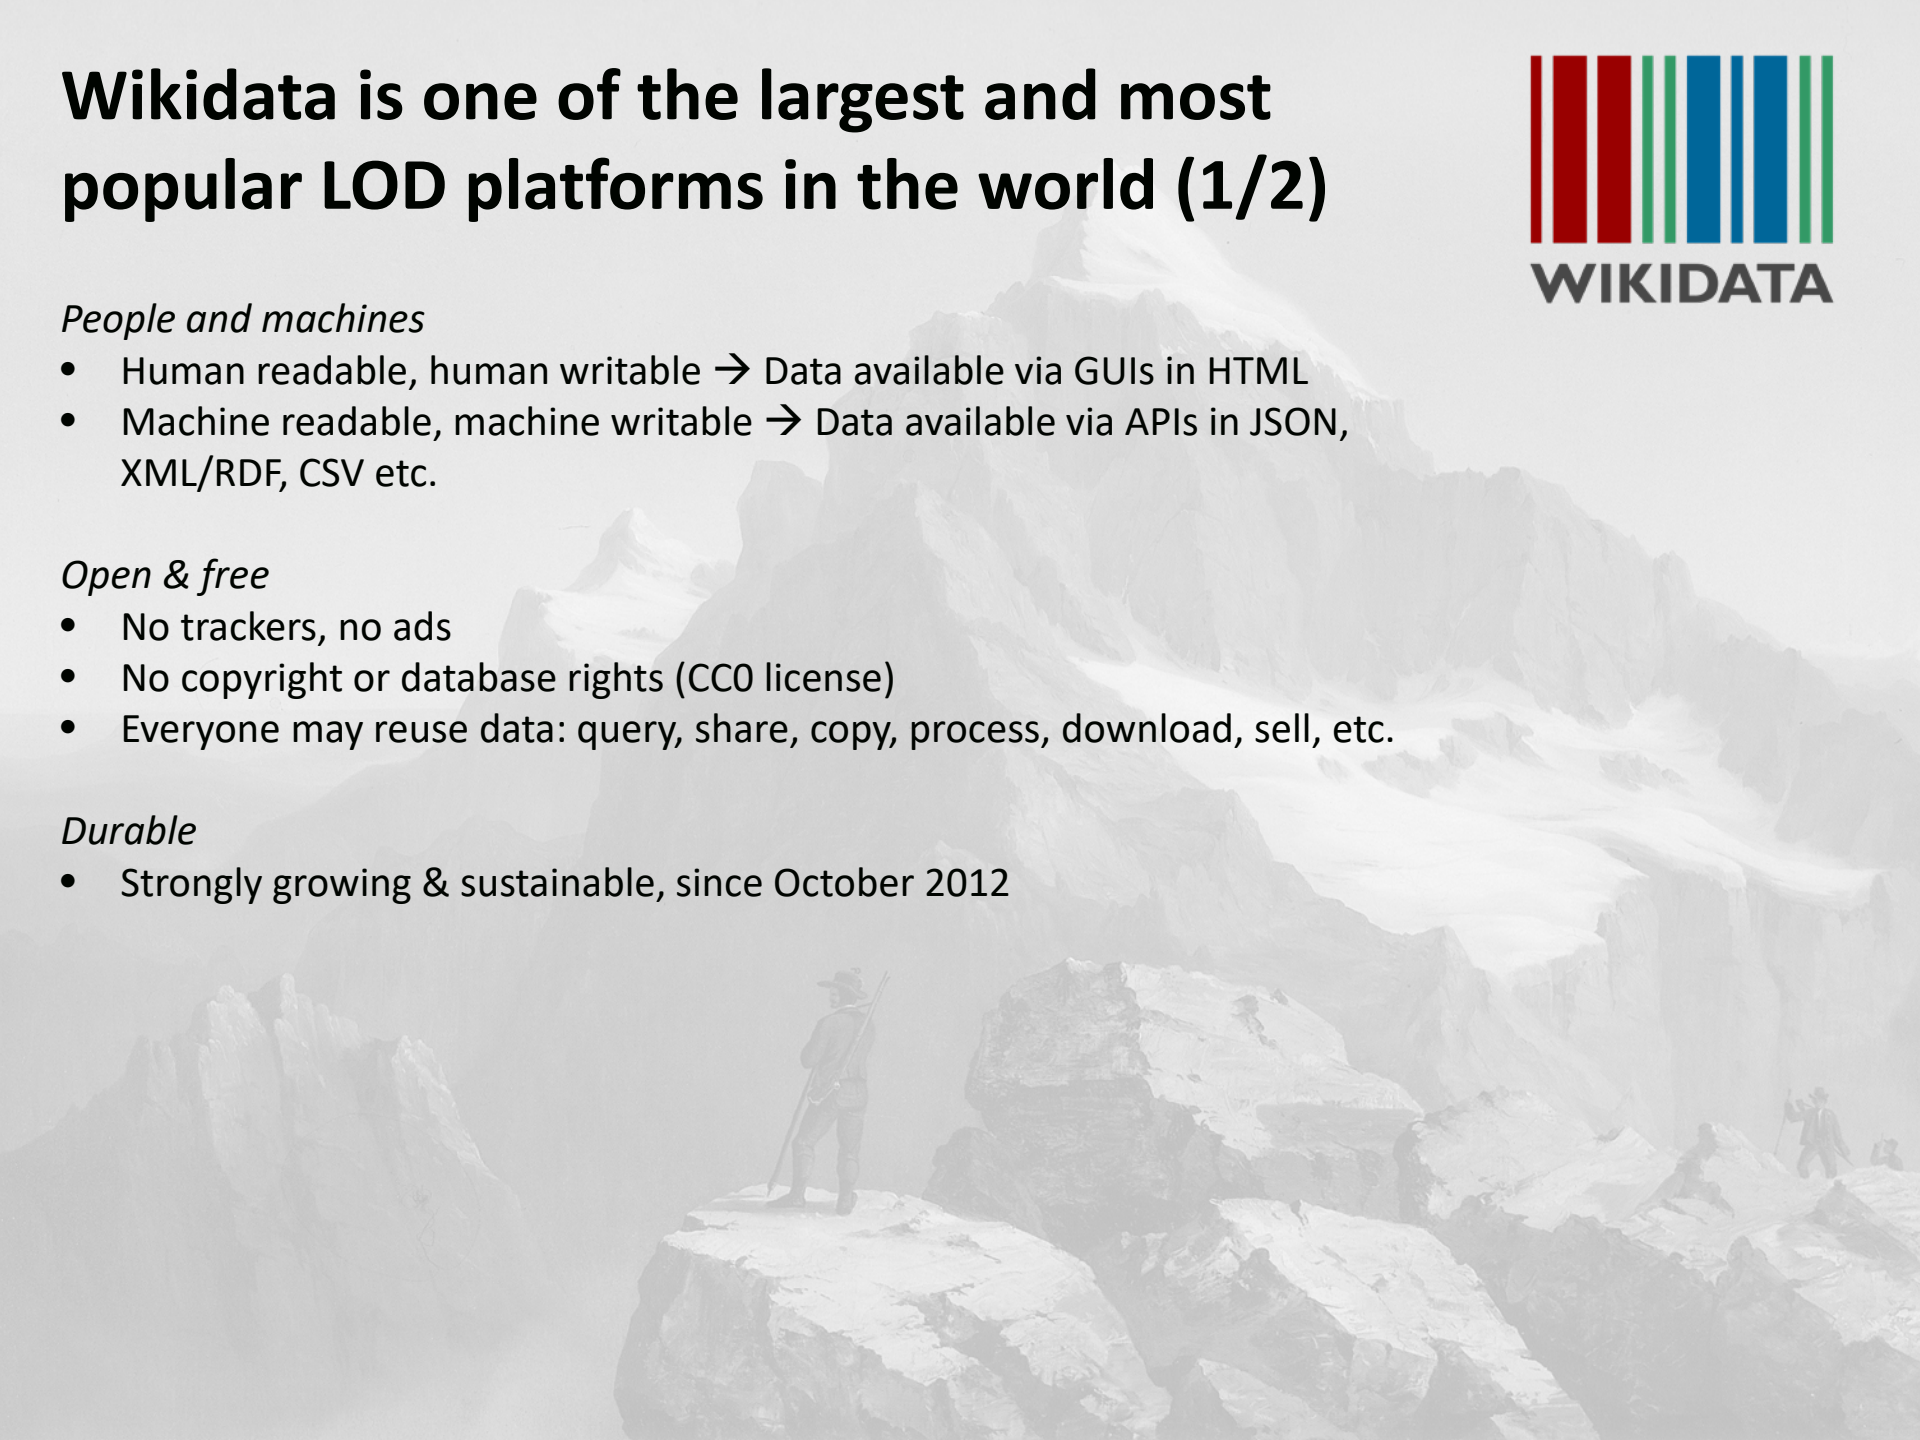 Wikidata is one of the largest and most
popular LOD platforms in the world (1/2)
WIKIDATA
People and machines
• Human readable, human writable → Data available via GUIs in HTML
• Machine readable, machine writable → Data available via APIs in JSON,
XML/RDF, CSV etc.
Open & free
• No trackers, no ads
• No copyright or database rights (CC0 license)
• Everyone may reuse data: query, share, copy, process, download, sell, etc.
Durable
• Strongly growing & sustainable, since October 2012